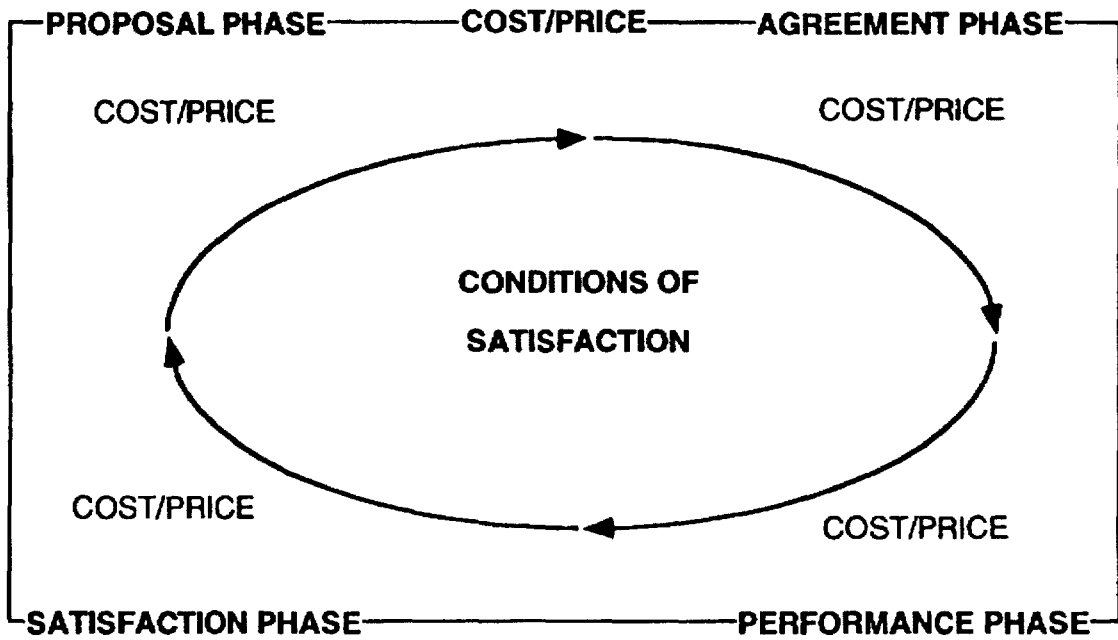 PROPOSAL PHASE COST/PRICE AGREEMENT PHASE
COST/PRICE COST/PRICE
CONDITIONS OF
SATISFACTION
COST/PRICE COST/PRICE
SATISFACTION PHASE PERFORMANCE PHASE